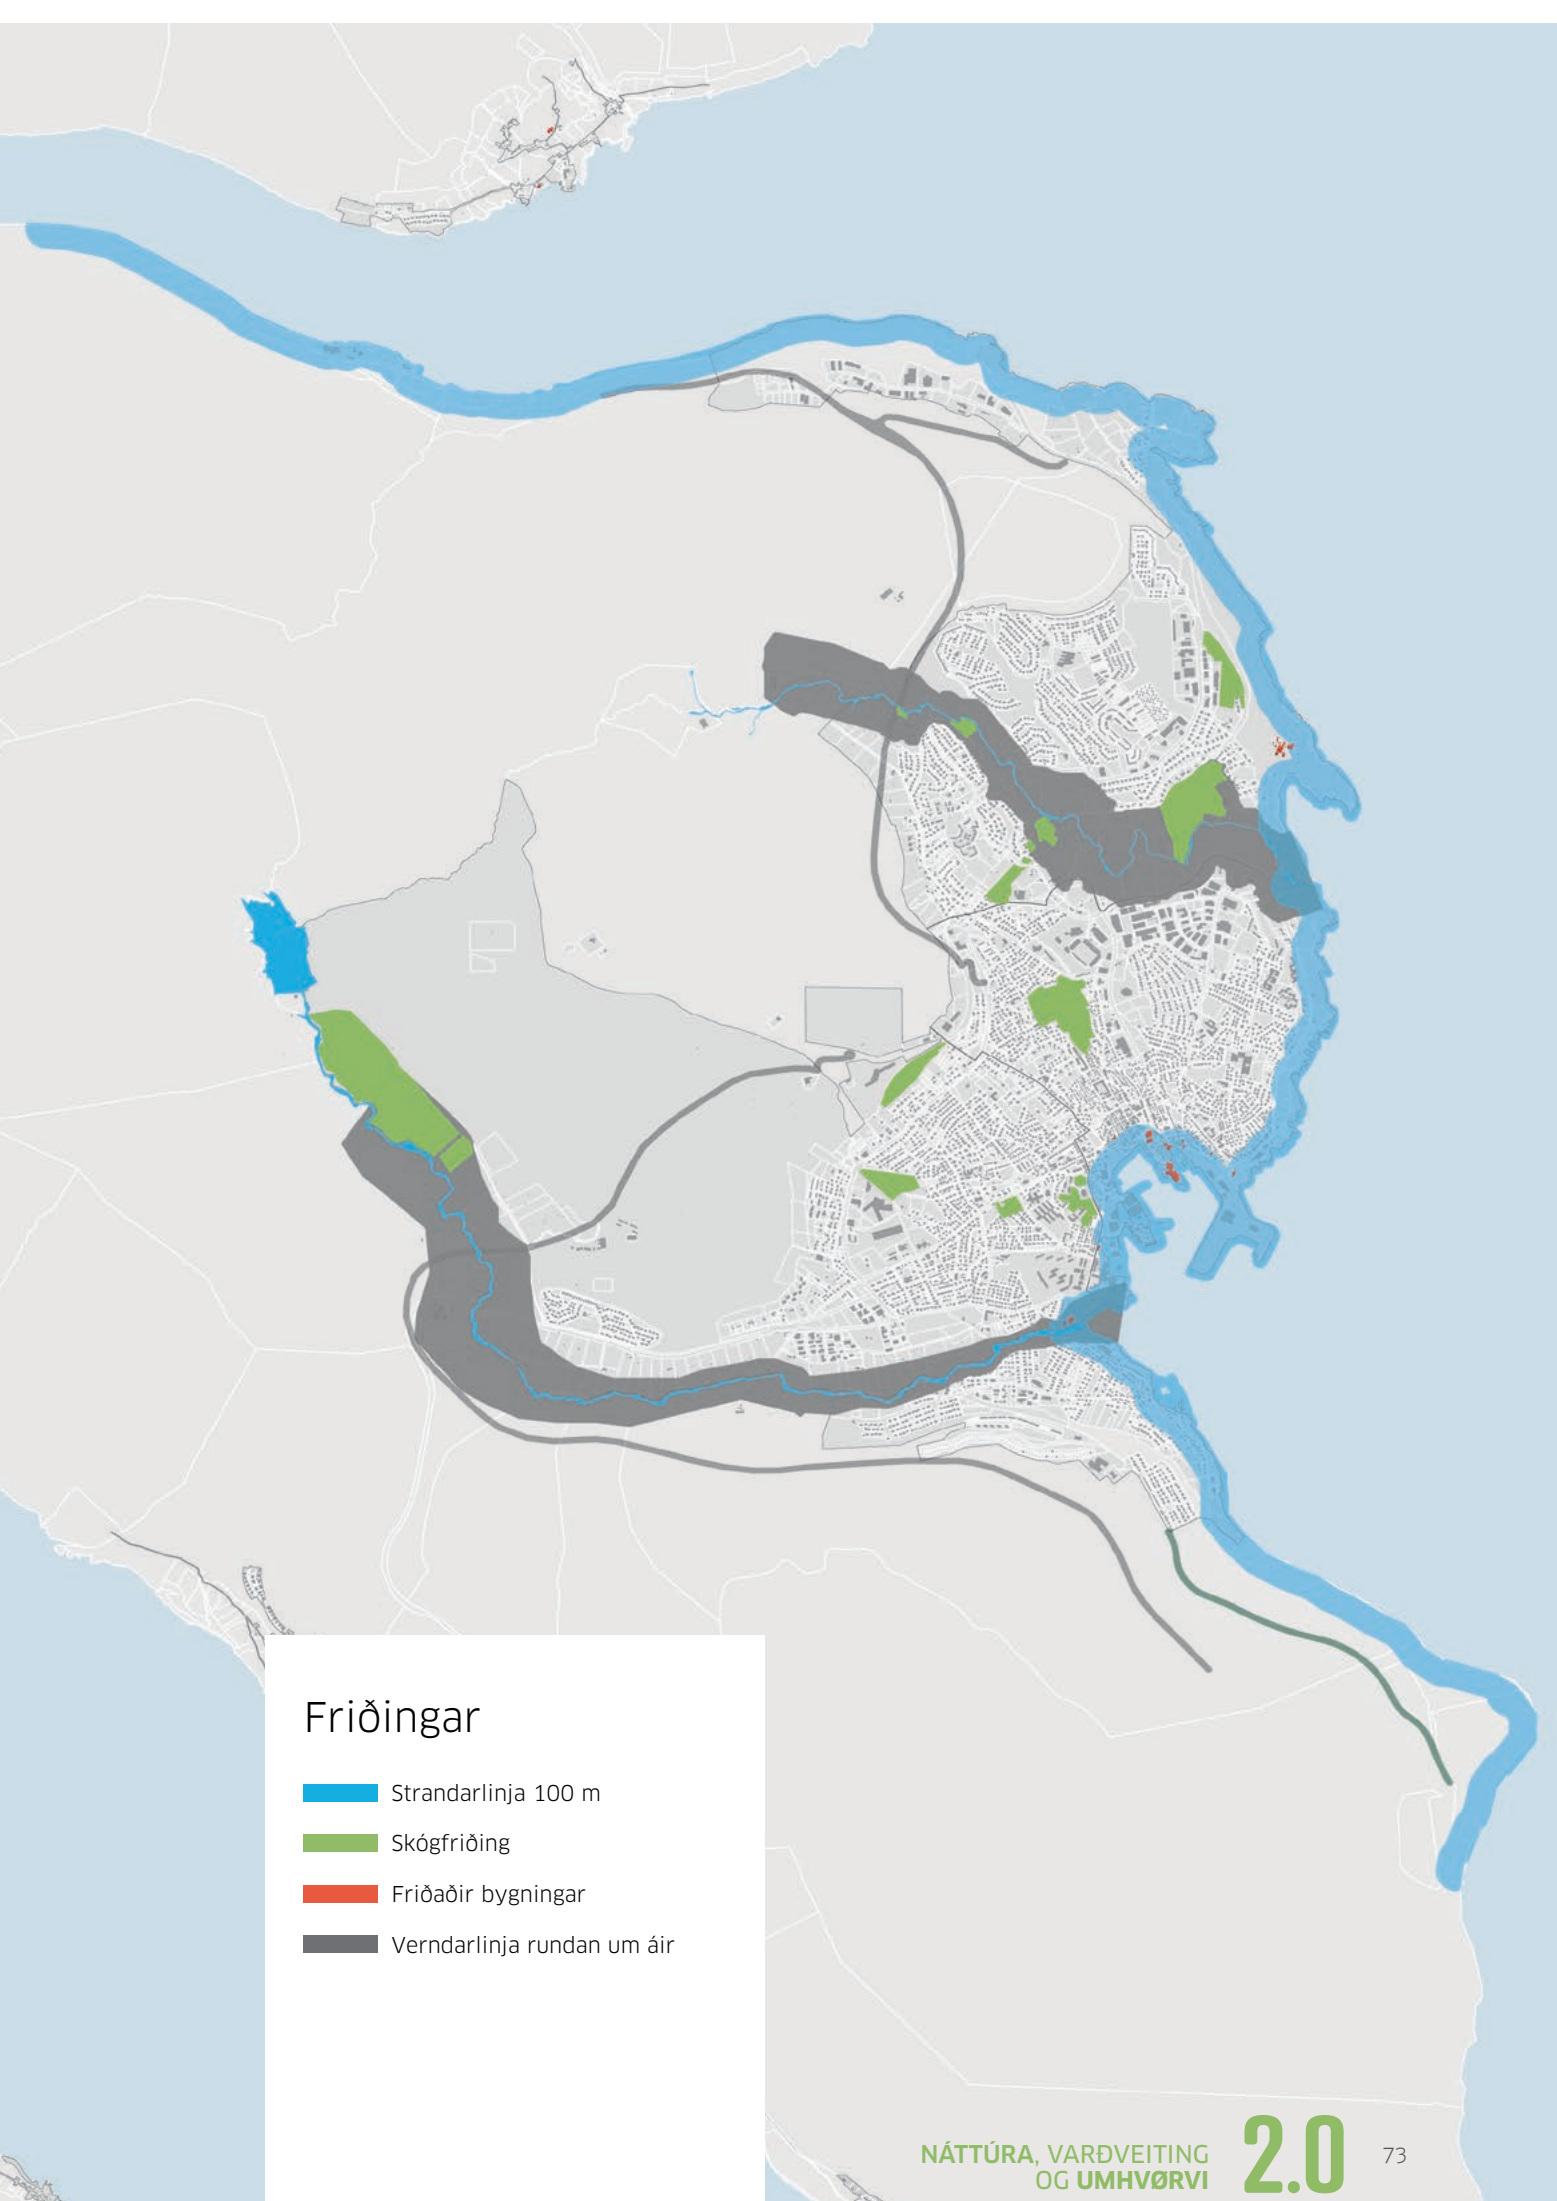 Friðingar
Strandarlinja 100 m
Skógfriðing
Friðaðir bygningar
Verndarlinja rundan um áir
NÁTTÚRA, VARÐVEITING
OG UMHVØRVI
2.0
73